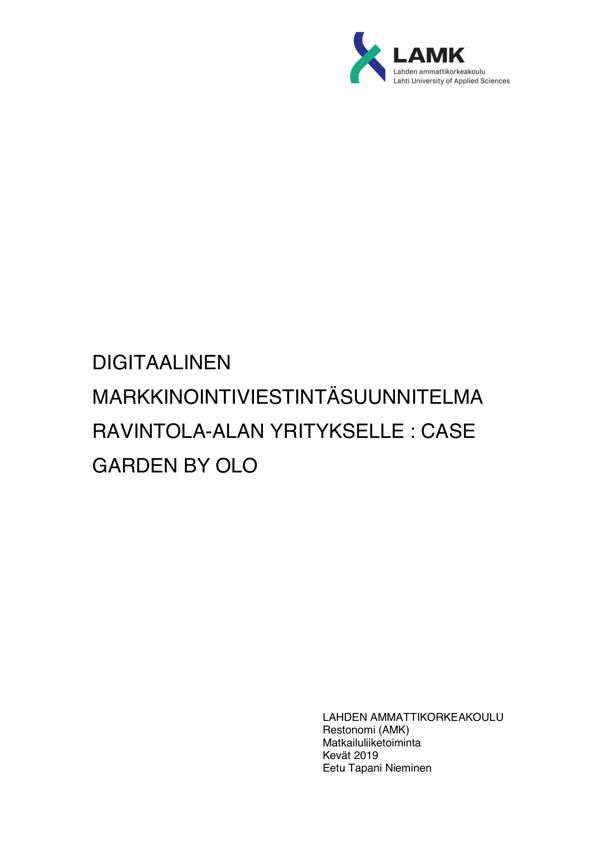 LAMK
Lahden ammattikorkeakoulu
Lahti University of Applied Sciences
DIGITAALINEN
MARKKINOINTIVIESTINTÄSUUNNITELMA
RAVINTOLA-ALAN YRITYKSELLE : CASE
GARDEN BY OLO
LAHDEN AMMATTIKORKEAKOULU
Restonomi (AMK)
Matkailuliiketoiminta
Kevät 2019
Eetu Tapani Nieminen